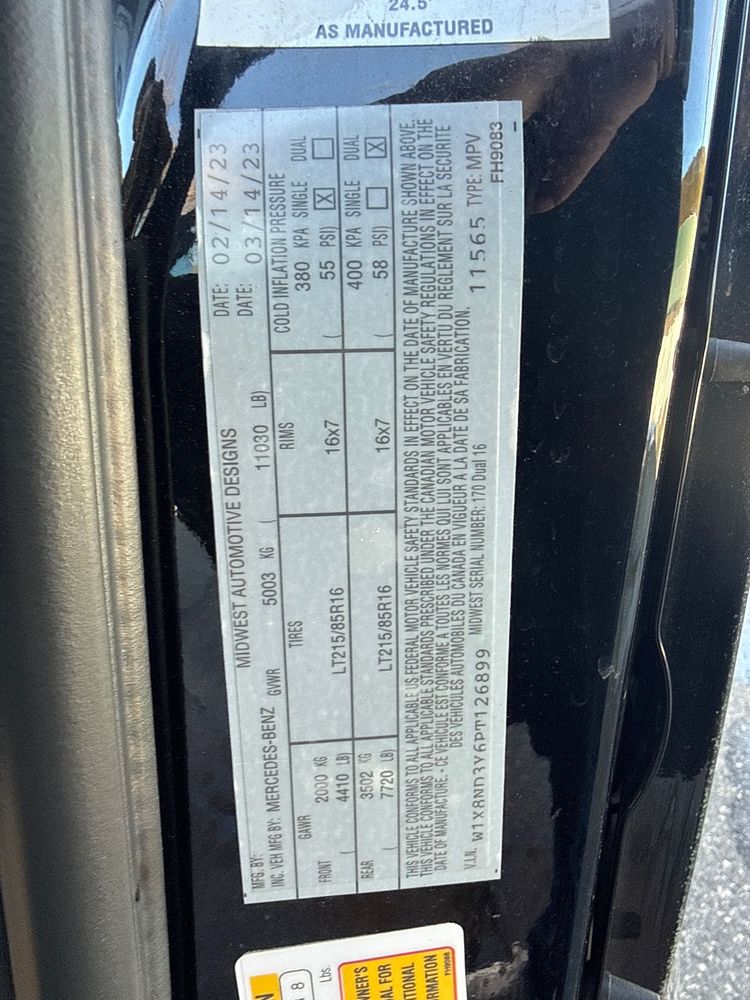 24.5"
AS MANUFACTURED
MFG. BY: MIDWEST AUTOMOTIVE DESIGNS DATE: 02/14/23
INC. VEH MFG BY: MERCEDES-BENZ GVWR 5003 KG ( 11030 LB) DATE: 03/14/23
GAWR TIRES RIMS COLD INFLATION PRESSURE
FRONT 2000 KG LT215/85R16 16x7 380 KPA SINGLE DUAL
4410 LB) ( 55 PSI) X
REAR 3502 KG LT215/85R16 16x7 400 KPA SINGLE DUAL
( 7720 LB) ( 58 PSI) X
THIS VEHICLE CONFORMS TO ALL APPLICABLE US FEDERAL MOTOR VEHICLE SAFETY STANDARDS IN EFFECT ON THE DATE OF MANUFACTURE SHOWN ABOVE.
THIS VEHICLE CONFORMS TO ALL APPLICABLE STANDARDS PRESCRIBED UNDER THE CANADIAN MOTOR VEHICLE SAFETY REGULATIONS IN EFFECT ON THE
DATE OF MANUFACTURE. - CE VEHICULE EST CONFORME A TOUTES LES NORMES QUI LUI SONT APPLICABLES EN VERTU DU REGLEMENT SUR LA SECURITE
DES VEHICULES AUTOMOBILES DU CANADA EN VIGUEUR A LA DATE DE SA FABRICATION.
V.I.N. W1X8ND3Y6PT126899 MIDWEST SERIAL NUMBER: 170 Dual 16 11565 TYPE: MPV
FH9083
8
Lbs.
FH9088